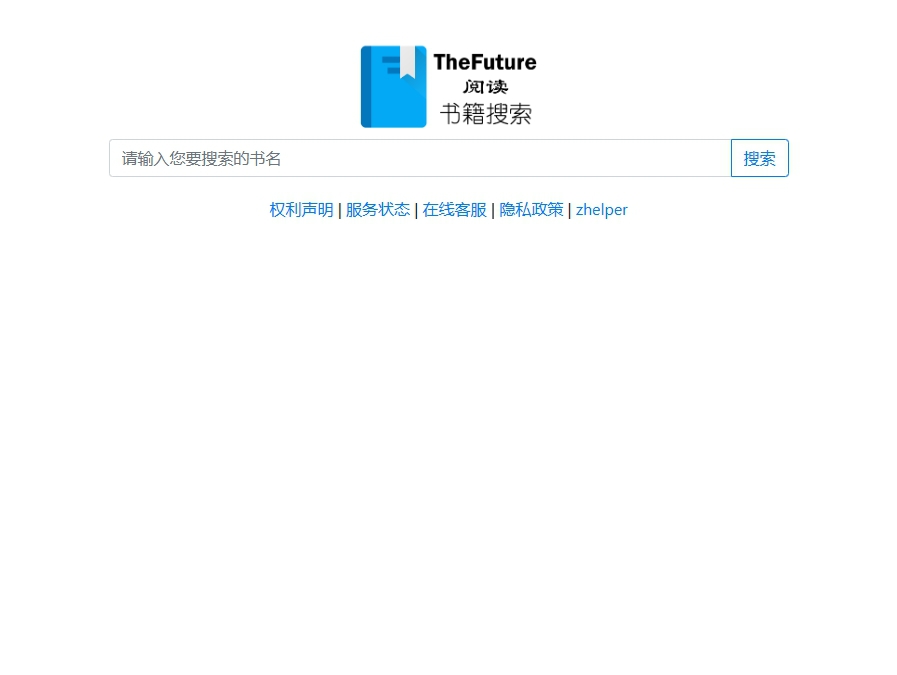 TheFuture
阅读
书籍搜索
请输入您要搜索的书名
搜索
权利声明 | 服务状态 | 在线客服 | 隐私政策 | zhelper